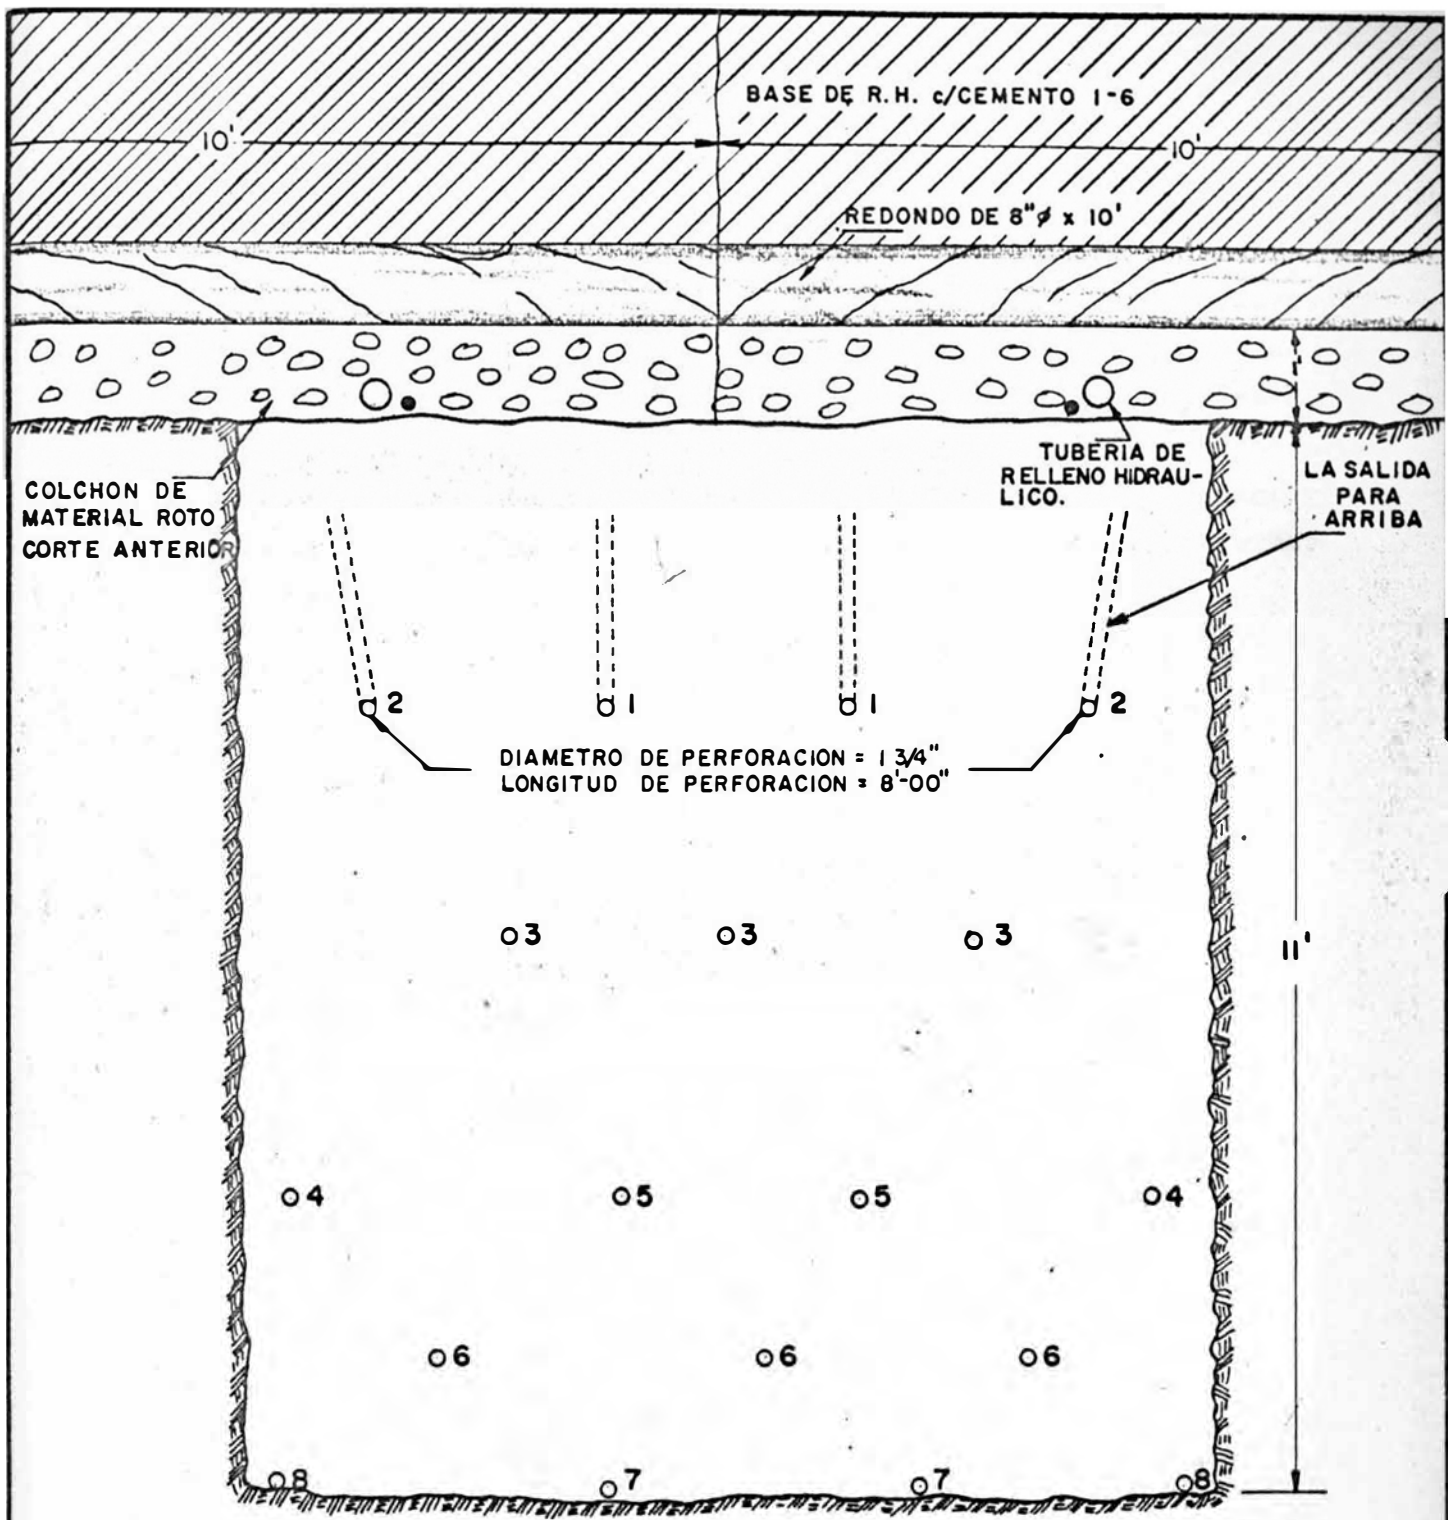 BASE DE R.H. c/CEMENTO 1-6
10' 10'
REDONDO DE 8"ø x 10'
COLCHON DE
MATERIAL ROTO
CORTE ANTERIOR
TUBERIA DE
RELLENO HIDRAU-
LICO.
LA SALIDA
PARA
ARRIBA
2 1 1 2
DIAMETRO DE PERFORACION = 1 3/4"
LONGITUD DE PERFORACION = 8'-00"
3 3 3
11'
4 5 5 4
6 6 6
8 7 7 8